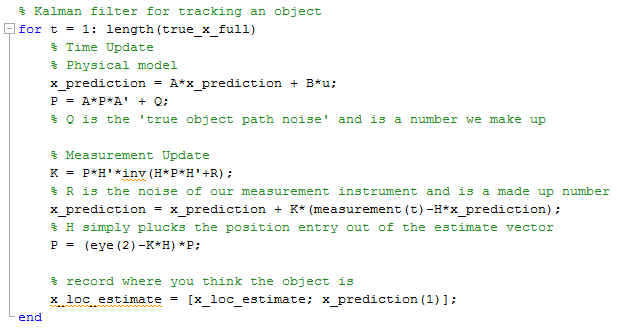 % Kalman filter for tracking an object
for t = 1: length(true_x_full)
% Time Update
% Physical model
x_prediction = A*x_prediction + B*u;
P = A*P*A' + Q;
% Q is the 'true object path noise' and is a number we make up
% Measurement Update
K = P*H'*inv(H*P*H'+R);
% R is the noise of our measurement instrument and is a made up number
x_prediction = x_prediction + K*(measurement(t)-H*x_prediction);
% H simply plucks the position entry out of the estimate vector
P = (eye(2)-K*H)*P;
% record where you think the object is
x_loc_estimate = [x_loc_estimate; x_prediction(1)];
end